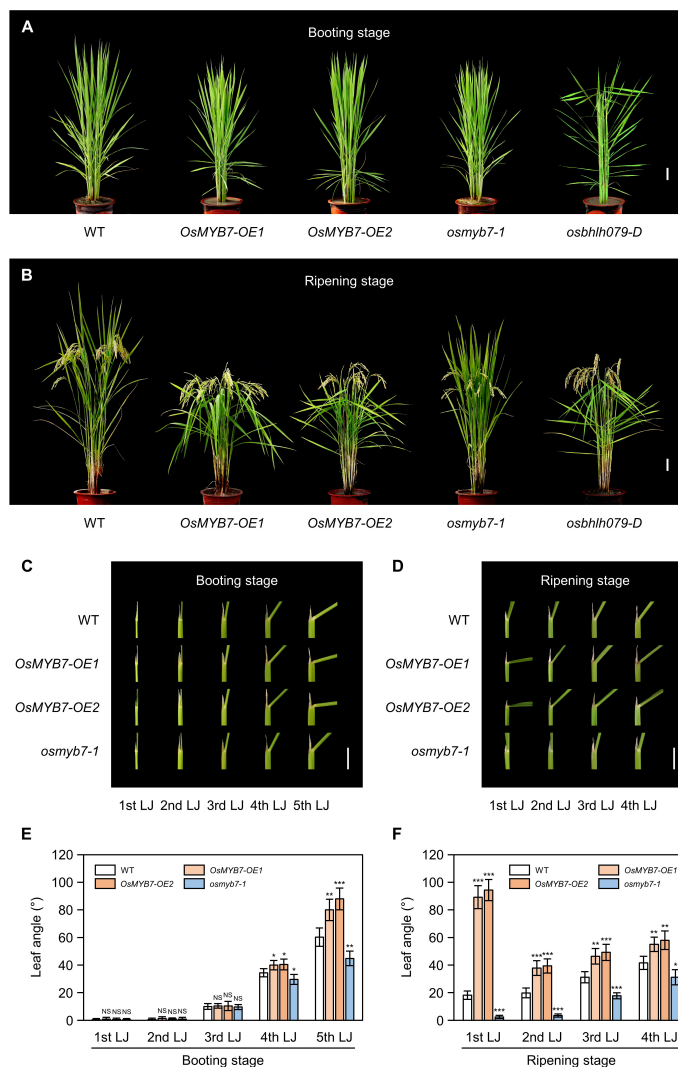 A
Booting stage
WT OsMYB7-OE1 OsMYB7-OE2 osmyb7-1 osbhlh079-D
B
Ripening stage
WT OsMYB7-OE1 OsMYB7-OE2 osmyb7-1 osbhlh079-D
C
Booting stage
WT
OsMYB7-OE1
OsMYB7-OE2
osmyb7-1
1st LJ 2nd LJ 3rd LJ 4th LJ 5th LJ
D
Ripening stage
WT
OsMYB7-OE1
OsMYB7-OE2
osmyb7-1
1st LJ 2nd LJ 3rd LJ 4th LJ
E
Leaf angle (°)
120
100
80
60
40
20
0
WT OsMYB7-OE1
OsMYB7-OE2 osmyb7-1
NS NS NS
NS NS NS
NS NS NS
* * *
** *** **
1st LJ 2nd LJ 3rd LJ 4th LJ 5th LJ
Booting stage
F
Leaf angle (°)
120
100
80
60
40
20
0
WT OsMYB7-OE1
OsMYB7-OE2 osmyb7-1
*** *** ***
*** *** ***
** *** ***
** ** *
1st LJ 2nd LJ 3rd LJ 4th LJ
Ripening stage